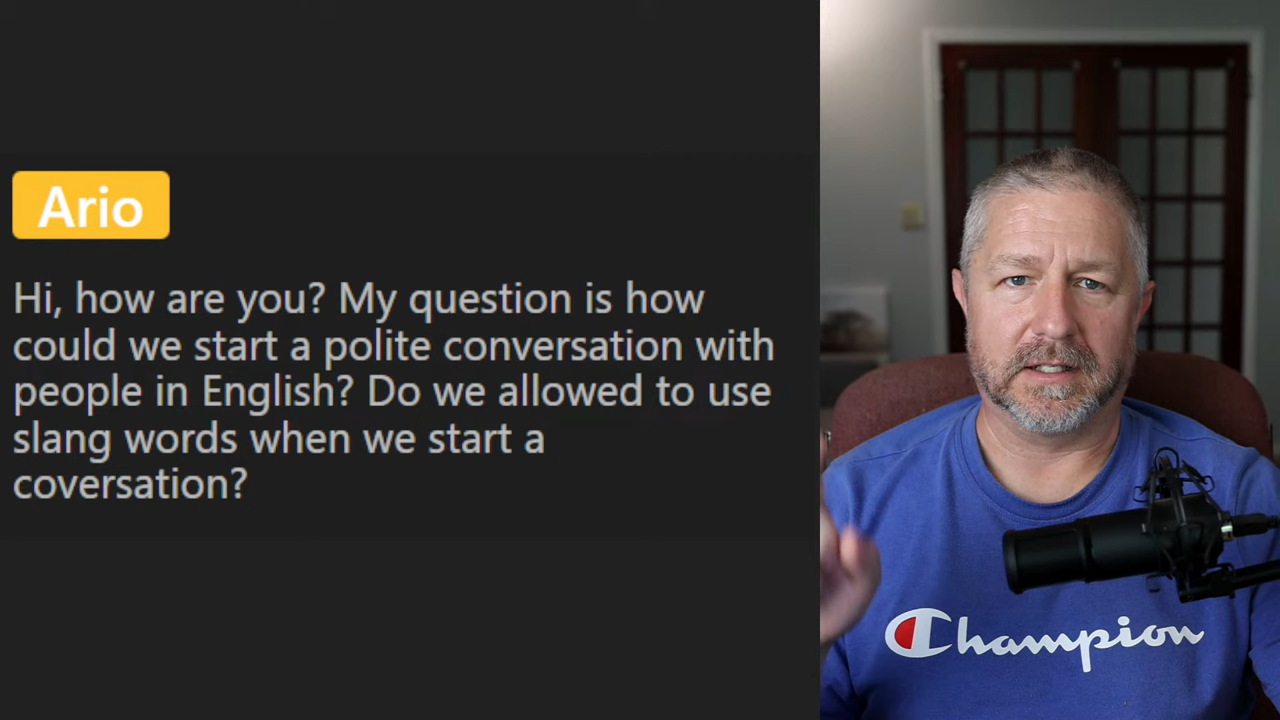 Ario
Hi, how are you? My question is how
could we start a polite conversation with
people in English? Do we allowed to use
slang words when we start a
coversation?
Champion